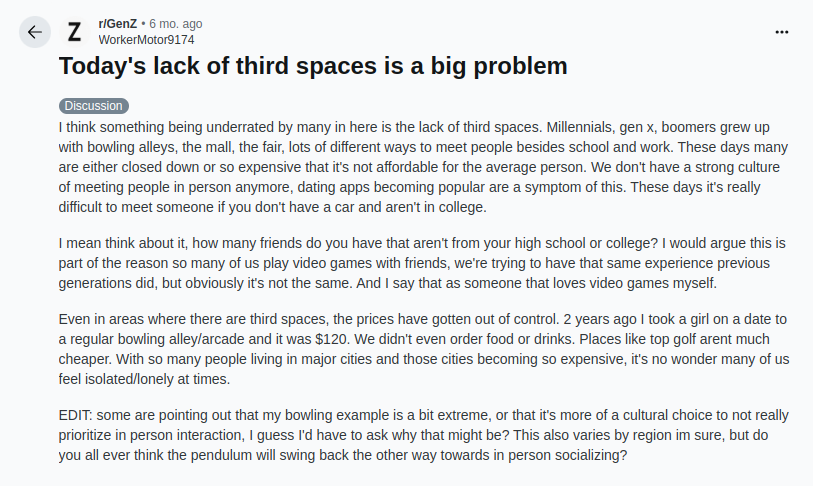 r/GenZ • 6 mo. ago
WorkerMotor9174
Today's lack of third spaces is a big problem
Discussion
I think something being underrated by many in here is the lack of third spaces. Millennials, gen x, boomers grew up
with bowling alleys, the mall, the fair, lots of different ways to meet people besides school and work. These days many
are either closed down or so expensive that it's not affordable for the average person. We don't have a strong culture
of meeting people in person anymore, dating apps becoming popular are a symptom of this. These days it's really
difficult to meet someone if you don't have a car and aren't in college.
I mean think about it, how many friends do you have that aren't from your high school or college? I would argue this is
part of the reason so many of us play video games with friends, we're trying to have that same experience previous
generations did, but obviously it's not the same. And I say that as someone that loves video games myself.
Even in areas where there are third spaces, the prices have gotten out of control. 2 years ago I took a girl on a date to
a regular bowling alley/arcade and it was $120. We didn't even order food or drinks. Places like top golf arent much
cheaper. With so many people living in major cities and those cities becoming so expensive, it's no wonder many of us
feel isolated/lonely at times.
EDIT: some are pointing out that my bowling example is a bit extreme, or that it's more of a cultural choice to not really
prioritize in person interaction, I guess I'd have to ask why that might be? This also varies by region im sure, but do
you all ever think the pendulum will swing back the other way towards in person socializing?